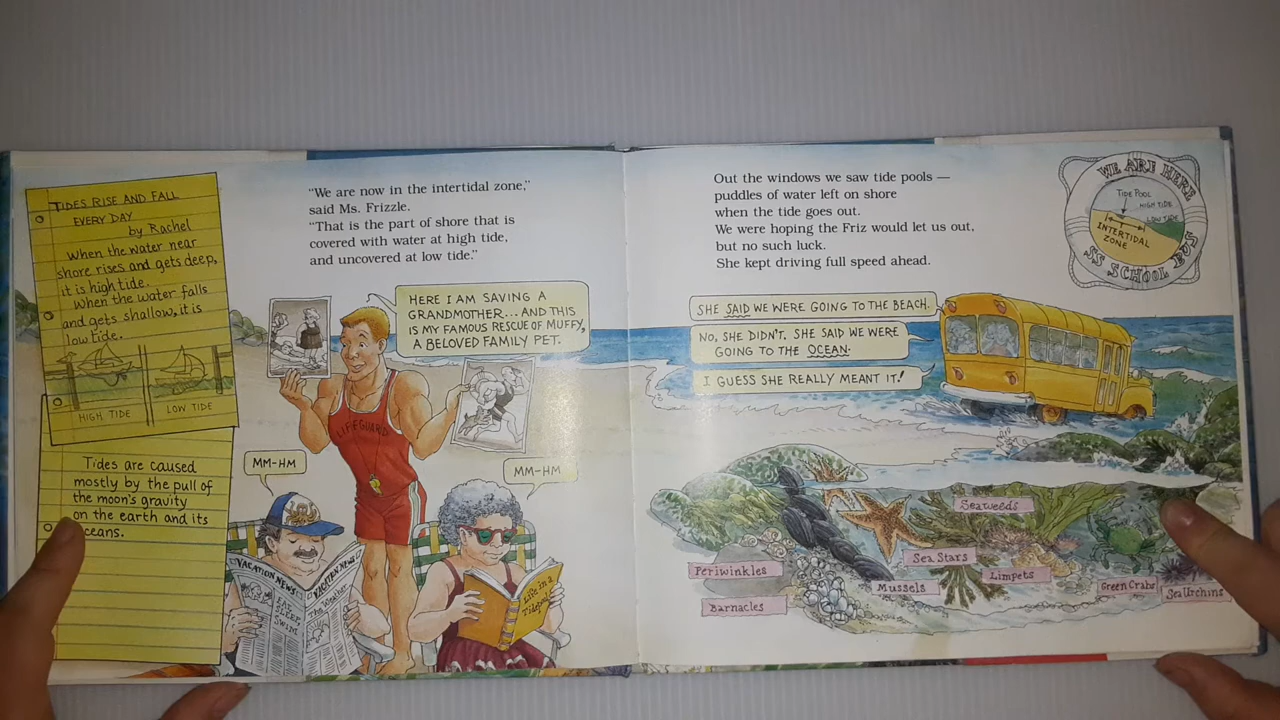 TIDES RISE AND FALL
EVERY DAY
by Rachel
When the water near
shore rises and gets deep,
it is high tide.
When the water falls
and gets shallow, it is
low tide.
HIGH TIDE
LOW TIDE
Tides are caused
mostly by the pull of
the moon's gravity
on the earth and its
ceans.
"We are now in the intertidal zone,"
said Ms. Frizzle.
"That is the part of shore that is
covered with water at high tide,
and uncovered at low tide."
HERE I AM SAVING A
GRANDMOTHER... AND THIS
IS MY FAMOUS RESCUE OF MUFFY,
A BELOVED FAMILY PET.
LIFEGUARD
MM-HM
MM-HM
VACATION NEWS
VACATION NEWS
EAT
LATER,
SWIM
The Weather
Life in a
Tidepool
Out the windows we saw tide pools —
puddles of water left on shore
when the tide goes out.
We were hoping the Friz would let us out,
but no such luck.
She kept driving full speed ahead.
WE ARE HERE
TIDE POOL
HIGH TIDE
LOW TIDE
INTERTIDAL
ZONE
SS SCHOOL BUS
SHE SAID WE WERE GOING TO THE BEACH.
NO, SHE DIDN'T. SHE SAID WE WERE
GOING TO THE OCEAN.
I GUESS SHE REALLY MEANT IT!
Seaweeds
Sea Stars
Periwinkles
Limpets
Mussels
Green Crabs
Sea Urchins
Barnacles